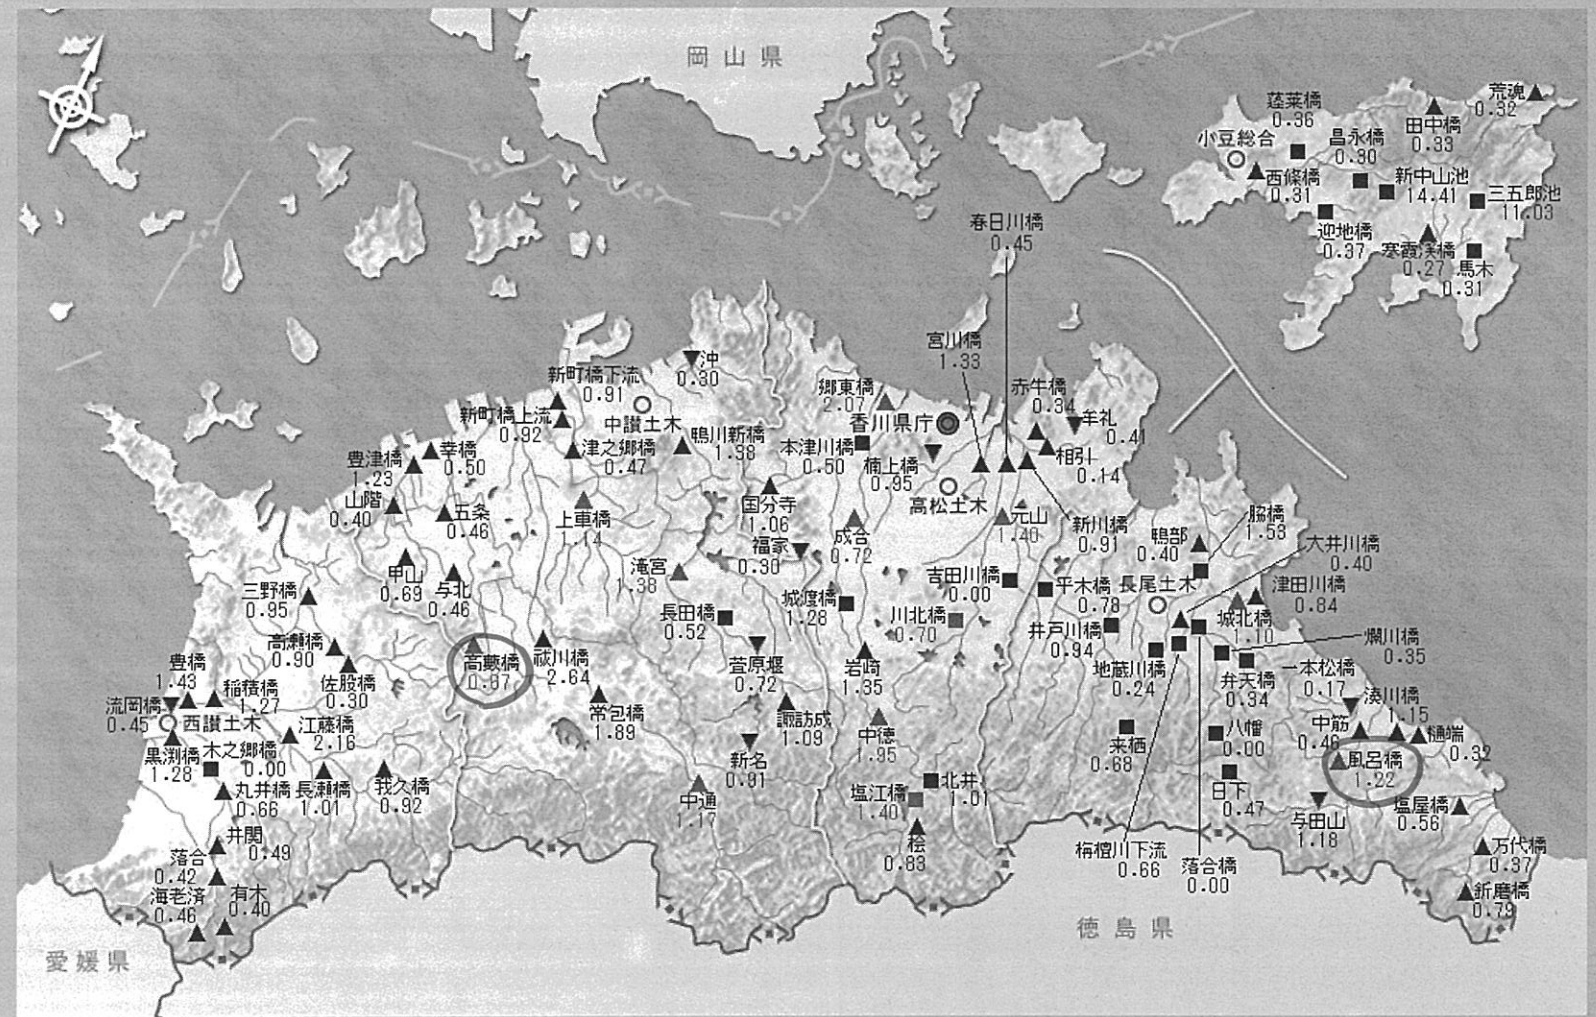 岡山県
荒魂
0.32
蓬莱橋
0.36
田中橋
0.33
小豆総合
昌永橋
0.30
西條橋
0.31
新中山池
14.41
三五郎池
11.03
迎地橋
0.37
寒霞渓橋
0.27
馬木
0.31
春日川橋
0.45
宮川橋
1.33
沖
0.30
新町橋下流
0.91
郷東橋
2.07
赤牛橋
0.34
牟礼
0.41
新町橋上流
0.92
中讃土木
香川県庁
鴨川新橋
1.38
本津川橋
0.50
楠上橋
0.95
相引
0.14
幸橋
0.50
津之郷橋
0.47
豊津橋
1.23
高松土木
山階
0.40
五条
0.46
上車橋
1.14
国分寺
1.06
成合
0.72
元山
1.40
新川橋
0.91
脇橋
1.53
鴨部
0.40
大井川橋
0.40
福家
0.30
滝宮
1.38
甲山
0.69
与北
0.46
吉田川橋
0.00
平木橋
0.78
長尾土木
津田川橋
0.84
三野橋
0.95
長田橋
0.52
城渡橋
1.28
川北橋
0.70
城北橋
1.10
井戸川橋
0.94
爛川橋
0.35
高瀬橋
0.90
高藪橋
0.87
祓川橋
2.64
萱原堰
0.72
岩崎
1.35
地蔵川橋
0.24
弁天橋
0.34
一本松橋
0.17
豊橋
1.43
稲積橋
1.27
佐股橋
0.30
湊川橋
1.15
流岡橋
0.45
西讃土木
江藤橋
2.16
常包橋
1.89
諏訪成
1.09
中徳
1.95
来栖
0.68
八幡
0.00
中筋
0.46
樋端
0.32
黒渕橋
1.28
木之郷橋
0.00
新名
0.81
風呂橋
1.22
丸井橋
0.66
長瀬橋
1.01
我久橋
0.92
中通
1.17
塩江橋
1.40
北井
1.01
日下
0.47
与田山
1.18
塩屋橋
0.56
井関
0.49
桧
0.83
栴檀川下流
0.66
落合橋
0.00
万代橋
0.37
落合
0.42
海老済
0.46
有木
0.40
新磨橋
0.79
徳島県
愛媛県